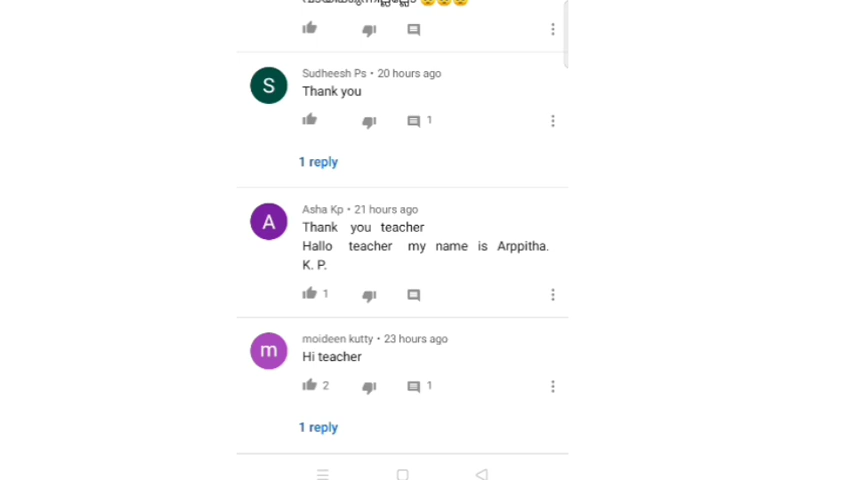 S
Sudheesh Ps • 20 hours ago
Thank you
1
1 reply
A
Asha Kp • 21 hours ago
Thank you teacher
Hallo teacher my name is Arppitha.
K. P.
1
m
moideen kutty • 23 hours ago
Hi teacher
2 1
1 reply